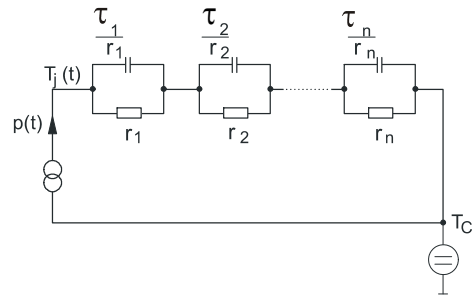 τ1 τ2 τn
r1 r2 rn
Tj (t)
p(t)
r1 r2 rn
TC